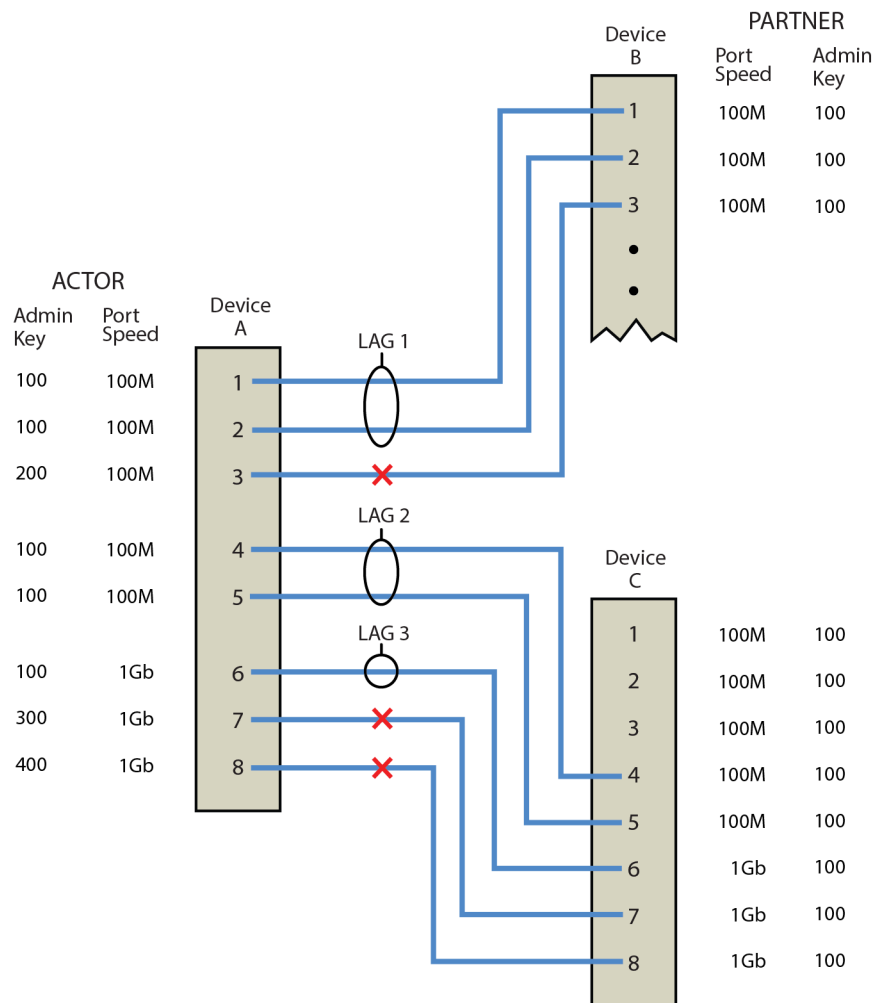 PARTNER
Device
B
Port
Speed
Admin
Key
1 100M 100
2 100M 100
3 100M 100
ACTOR
Admin
Key
Port
Speed
Device
A
LAG 1
100 100M 1
100 100M 2
200 100M 3
LAG 2
100 100M 4
100 100M 5
LAG 3
100 1Gb 6
300 1Gb 7
400 1Gb 8
Device
C
1 100M 100
2 100M 100
3 100M 100
4 100M 100
5 100M 100
6 1Gb 100
7 1Gb 100
8 1Gb 100